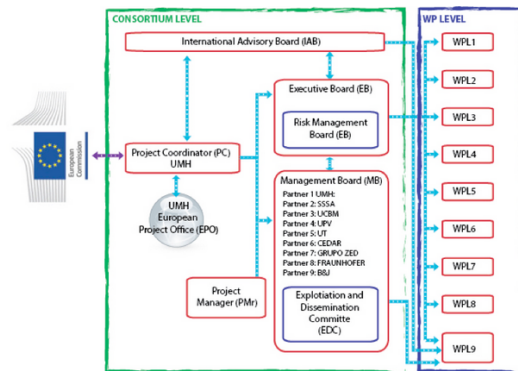 CONSORTIUM LEVEL
WP LEVEL
International Advisory Board (IAB)
Executive Board (EB)
Risk Management
Board (EB)
European
Commission
Project Coordinator (PC)
UMH
UMH
European
Project Office (EPO)
Project
Manager (PMr)
Management Board (MB)
Partner 1 UMH:
Partner 2: SSSA
Partner 3: UCBM
Partner 4: UPV
Partner 5: UT
Partner 6: CEDAR
Partner 7: GRUPO ZED
Partner 8: FRAUNHOFER
Partner 9: B&J
Explotiation and
Dissemination
Committe
(EDC)
WPL1
WPL2
WPL3
WPL4
WPL5
WPL6
WPL7
WPL8
WPL9